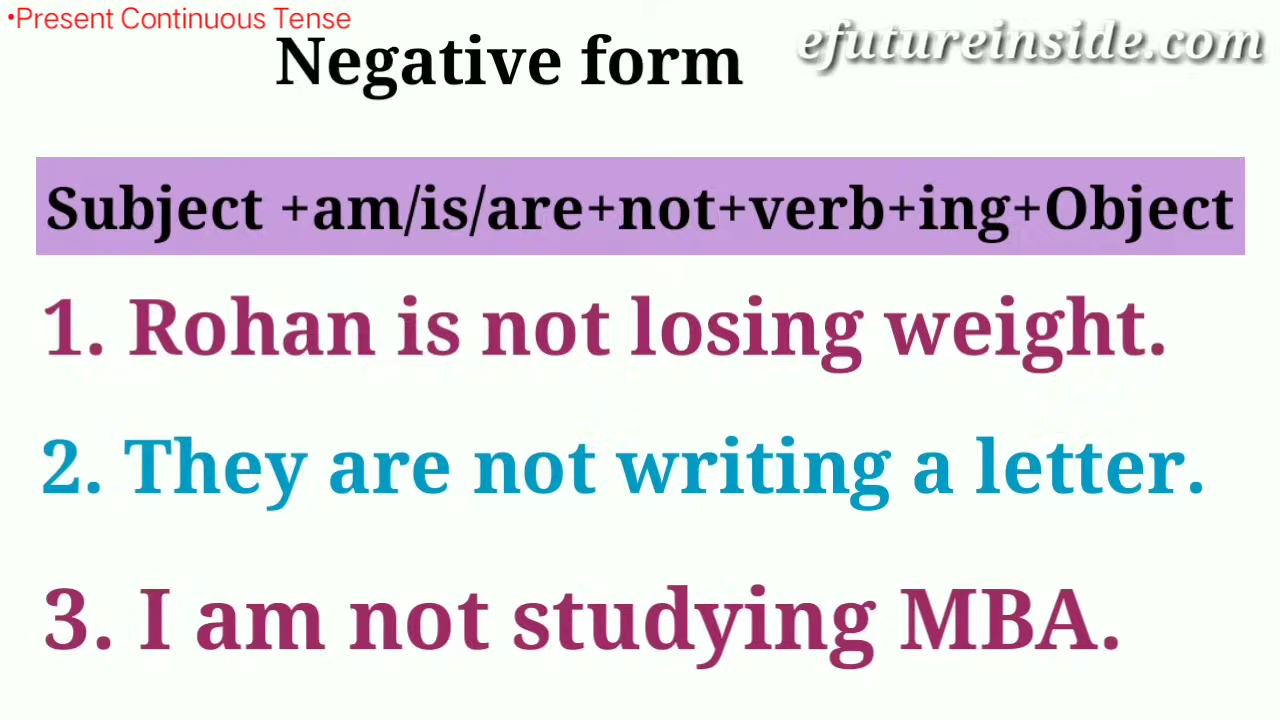 •Present Continuous Tense
Negative form
efutureinside.com
Subject +am/is/are+not+verb+ing+Object
1. Rohan is not losing weight.
2. They are not writing a letter.
3. I am not studying MBA.